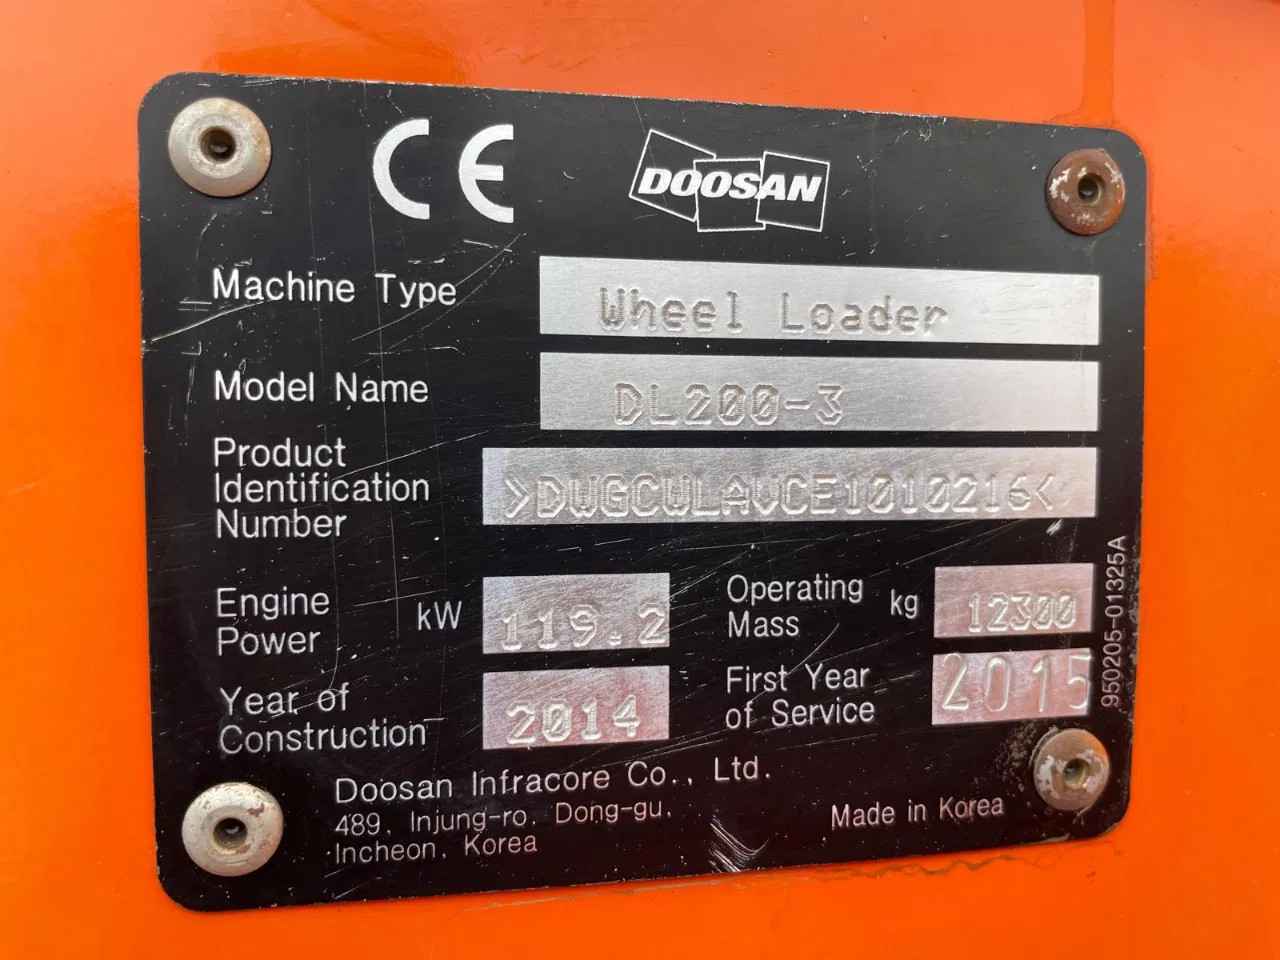 CE DOOSAN
Machine Type Wheel Loader
Model Name DL200-3
Product
Identification
Number >DWGCWLAVCE1010216<
Engine
Power kW 119.2
Operating
Mass kg 12300
Year of
Construction 2014
First Year
of Service 2015
950205-01325A
Doosan Infracore Co., Ltd.
489, Injung-ro, Dong-gu,
Incheon, Korea
Made in Korea